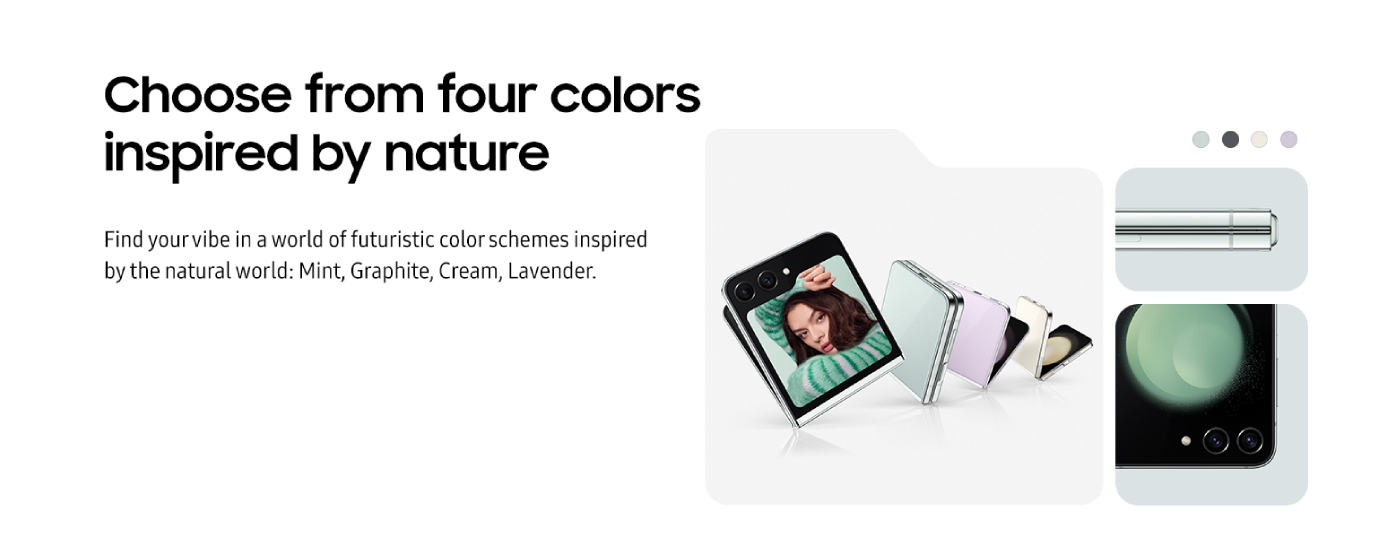 Choose from four colors
inspired by nature
Find your vibe in a world of futuristic color schemes inspired
by the natural world: Mint, Graphite, Cream, Lavender.